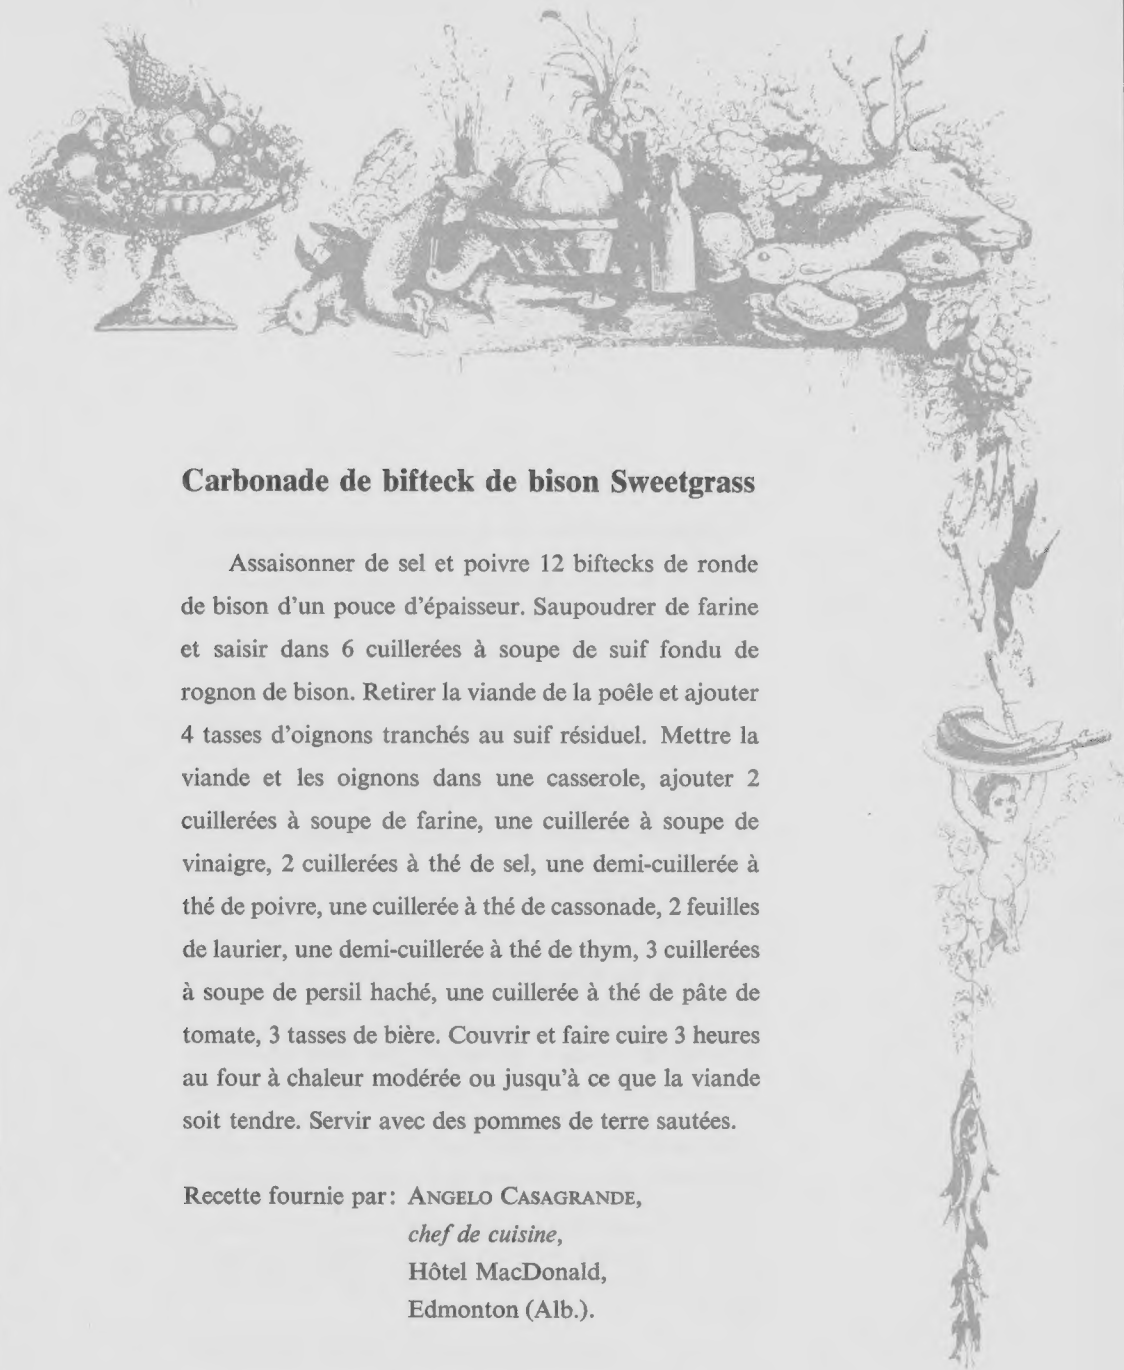 Carbonade de bifteck de bison Sweetgrass
Assaisonner de sel et poivre 12 biftecks de ronde
de bison d'un pouce d'épaisseur. Saupoudrer de farine
et saisir dans 6 cuillerées à soupe de suif fondu de
rognon de bison. Retirer la viande de la poêle et ajouter
4 tasses d'oignons tranchés au suif résiduel. Mettre la
viande et les oignons dans une casserole, ajouter 2
cuillerées à soupe de farine, une cuillerée à soupe de
vinaigre, 2 cuillerées à thé de sel, une demi-cuillerée à
thé de poivre, une cuillerée à thé de cassonade, 2 feuilles
de laurier, une demi-cuillerée à thé de thym, 3 cuillerées
à soupe de persil haché, une cuillerée à thé de pâte de
tomate, 3 tasses de bière. Couvrir et faire cuire 3 heures
au four à chaleur modérée ou jusqu'à ce que la viande
soit tendre. Servir avec des pommes de terre sautées.
Recette fournie par: ANGELO CASAGRANDE,
chef de cuisine,
Hôtel MacDonald,
Edmonton (Alb.).